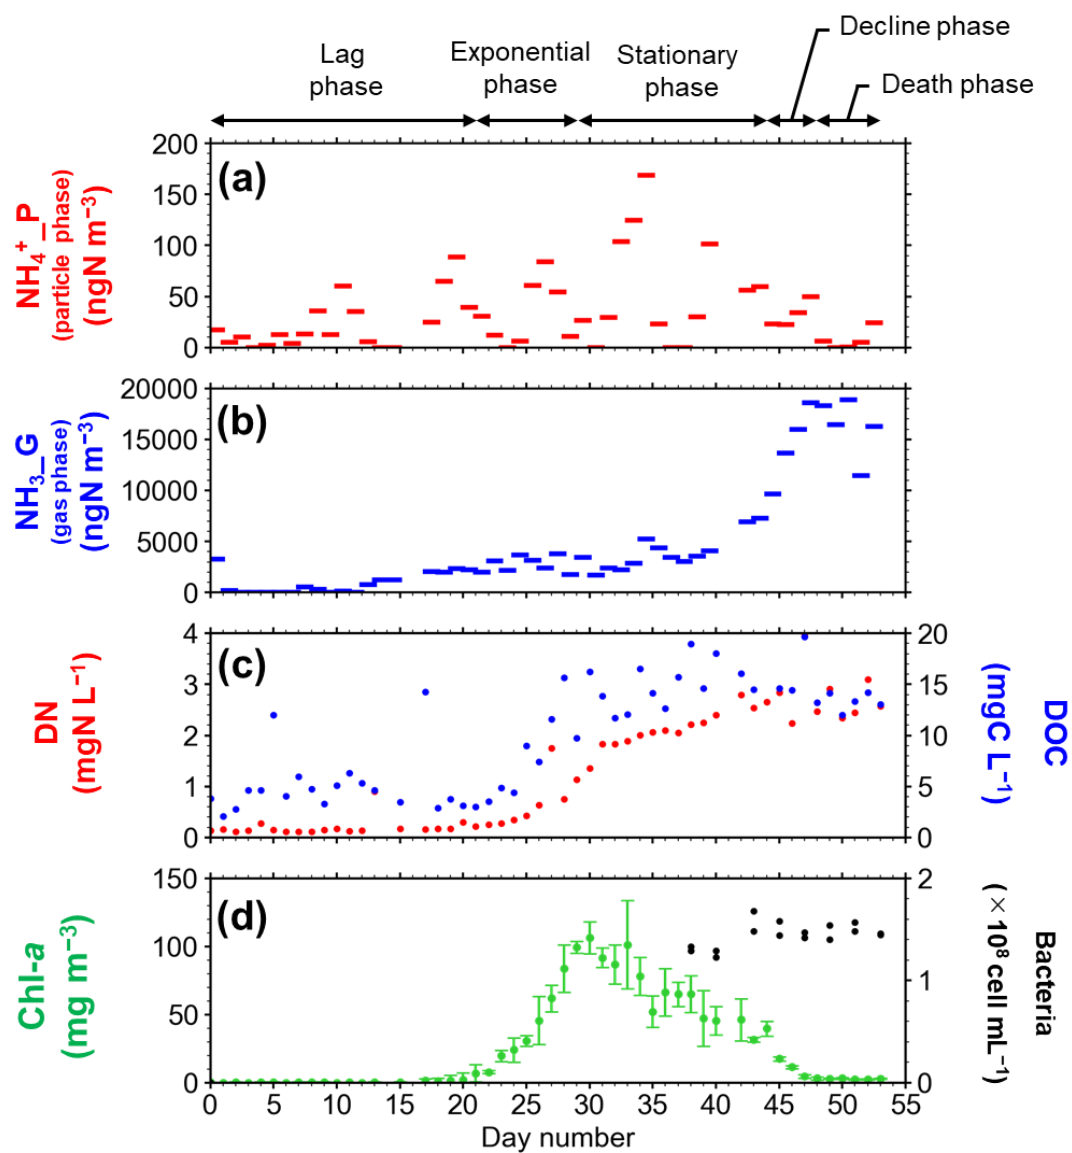 Decline phase
Lag
phase
Exponential
phase
Stationary
phase
Death phase
(a)
NH₄⁺_P
(particle phase)
(ngN m⁻³)
200
150
100
50
0
(b)
NH₃_G
(gas phase)
(ngN m⁻³)
20000
15000
10000
5000
0
(c)
DN
(mgN L⁻¹)
4
3
2
1
0
20
15
10
5
0
DOC
(mgC L⁻¹)
(d)
Chl-a
(mg m⁻³)
150
100
50
0
2
1
0
Bacteria
(×10⁸ cell mL⁻¹)
0 5 10 15 20 25 30 35 40 45 50 55
Day number